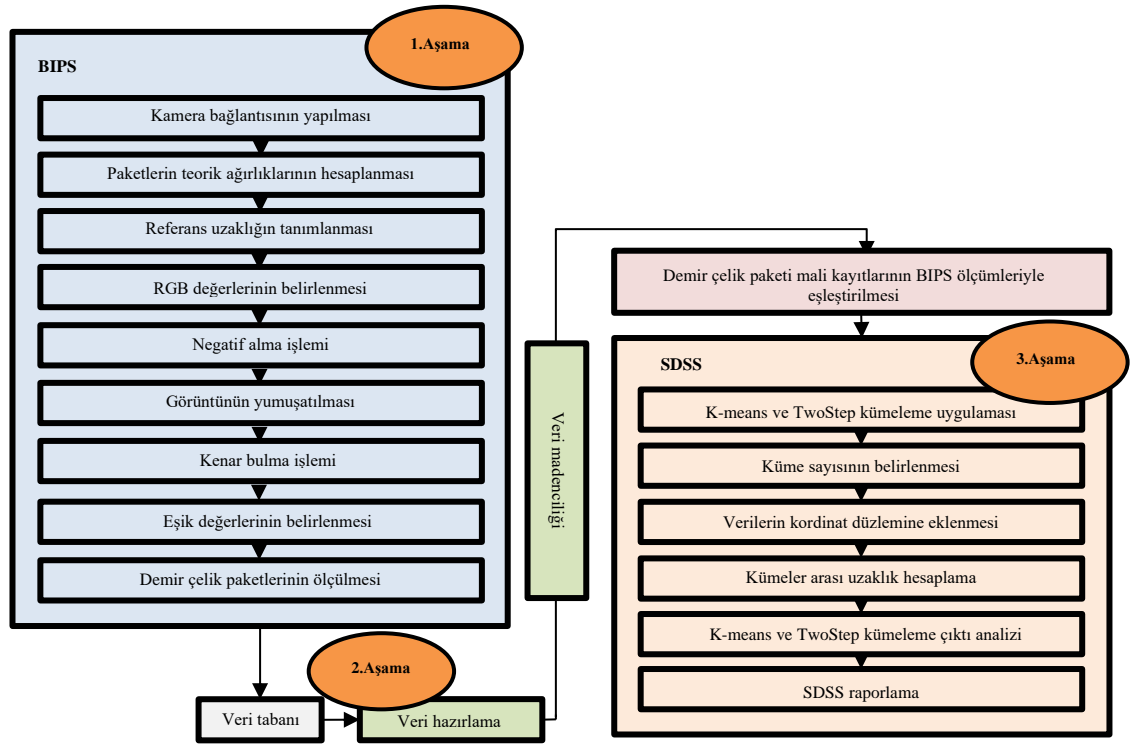 1.Aşama
BIPS
Kamera bağlantısının yapılması
Paketlerin teorik ağırlıklarının hesaplanması
Referans uzaklığın tanımlanması
RGB değerlerinin belirlenmesi
Negatif alma işlemi
Görüntünün yumuşatılması
Kenar bulma işlemi
Eşik değerlerinin belirlenmesi
Demir çelik paketlerinin ölçülmesi
2.Aşama
Veri tabanı
Veri hazırlama
Veri madenciliği
Demir çelik paketi mali kayıtlarının BIPS ölçümleriyle
eşleştirilmesi
3.Aşama
SDSS
K-means ve TwoStep kümeleme uygulaması
Küme sayısının belirlenmesi
Verilerin kordinat düzlemine eklenmesi
Kümeler arası uzaklık hesaplama
K-means ve TwoStep kümeleme çıktı analizi
SDSS raporlama